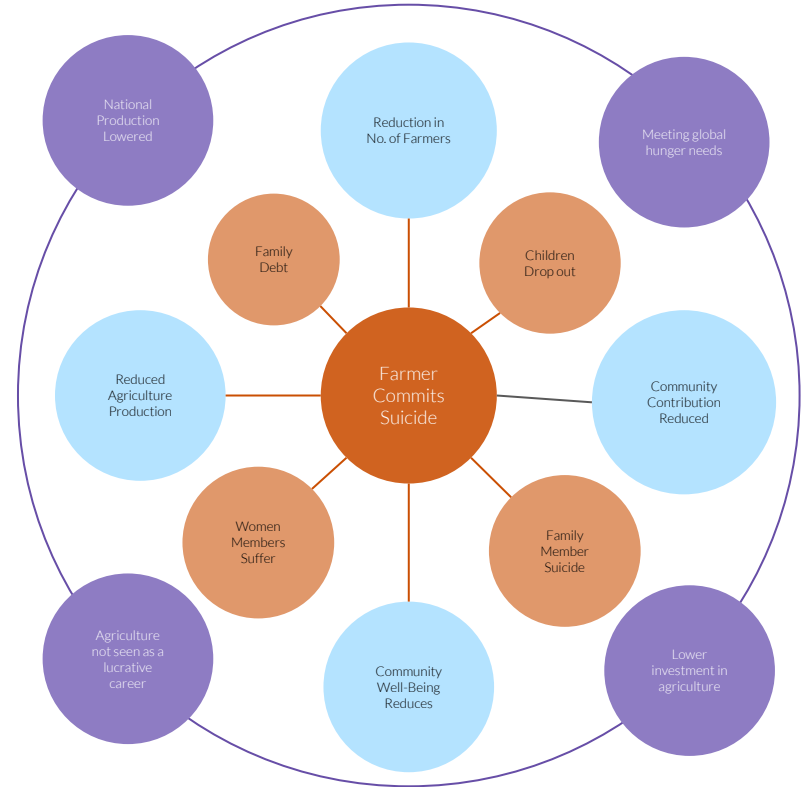 National
Production
Lowered
Reduction in
No. of Farmers
Meeting global
hunger needs
Family
Debt
Children
Drop out
Reduced
Agriculture
Production
Farmer
Commits
Suicide
Community
Contribution
Reduced
Women
Members
Suffer
Family
Member
Suicide
Agriculture
not seen as a
lucrative
career
Community
Well-Being
Reduces
Lower
investment in
agriculture